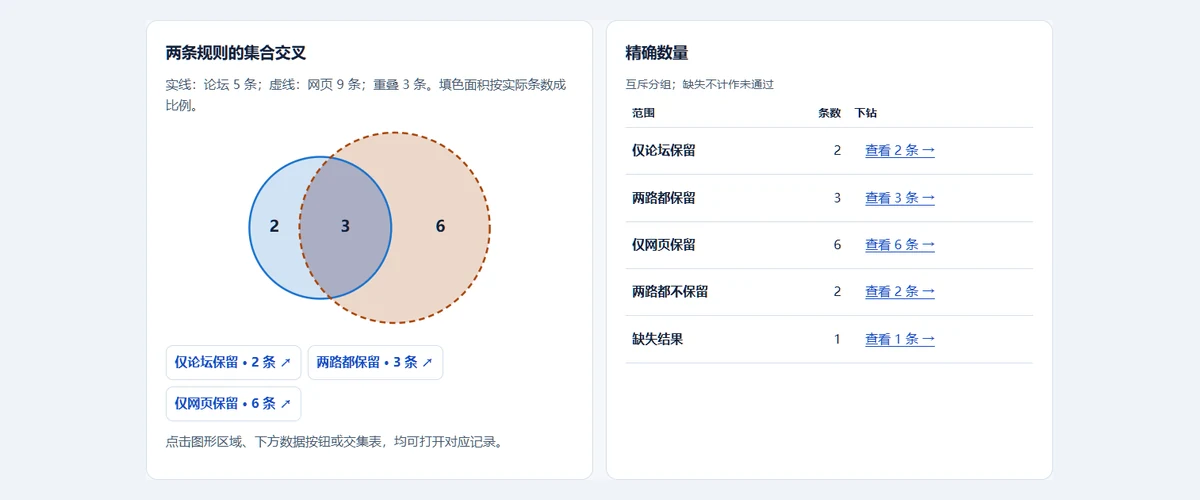 两条规则的集合交叉
实线：论坛 5 条；虚线：网页 9 条；重叠 3 条。填色面积按实际条数成
比例。
2
3
6
仅论坛保留 • 2 条 ↗
两路都保留 • 3 条 ↗
仅网页保留 • 6 条 ↗
点击图形区域、下方数据按钮或交集表，均可打开对应记录。
精确数量
互斥分组；缺失不计作未通过
范围 条数 下钻
仅论坛保留 2 查看 2 条 →
两路都保留 3 查看 3 条 →
仅网页保留 6 查看 6 条 →
两路都不保留 2 查看 2 条 →
缺失结果 1 查看 1 条 →